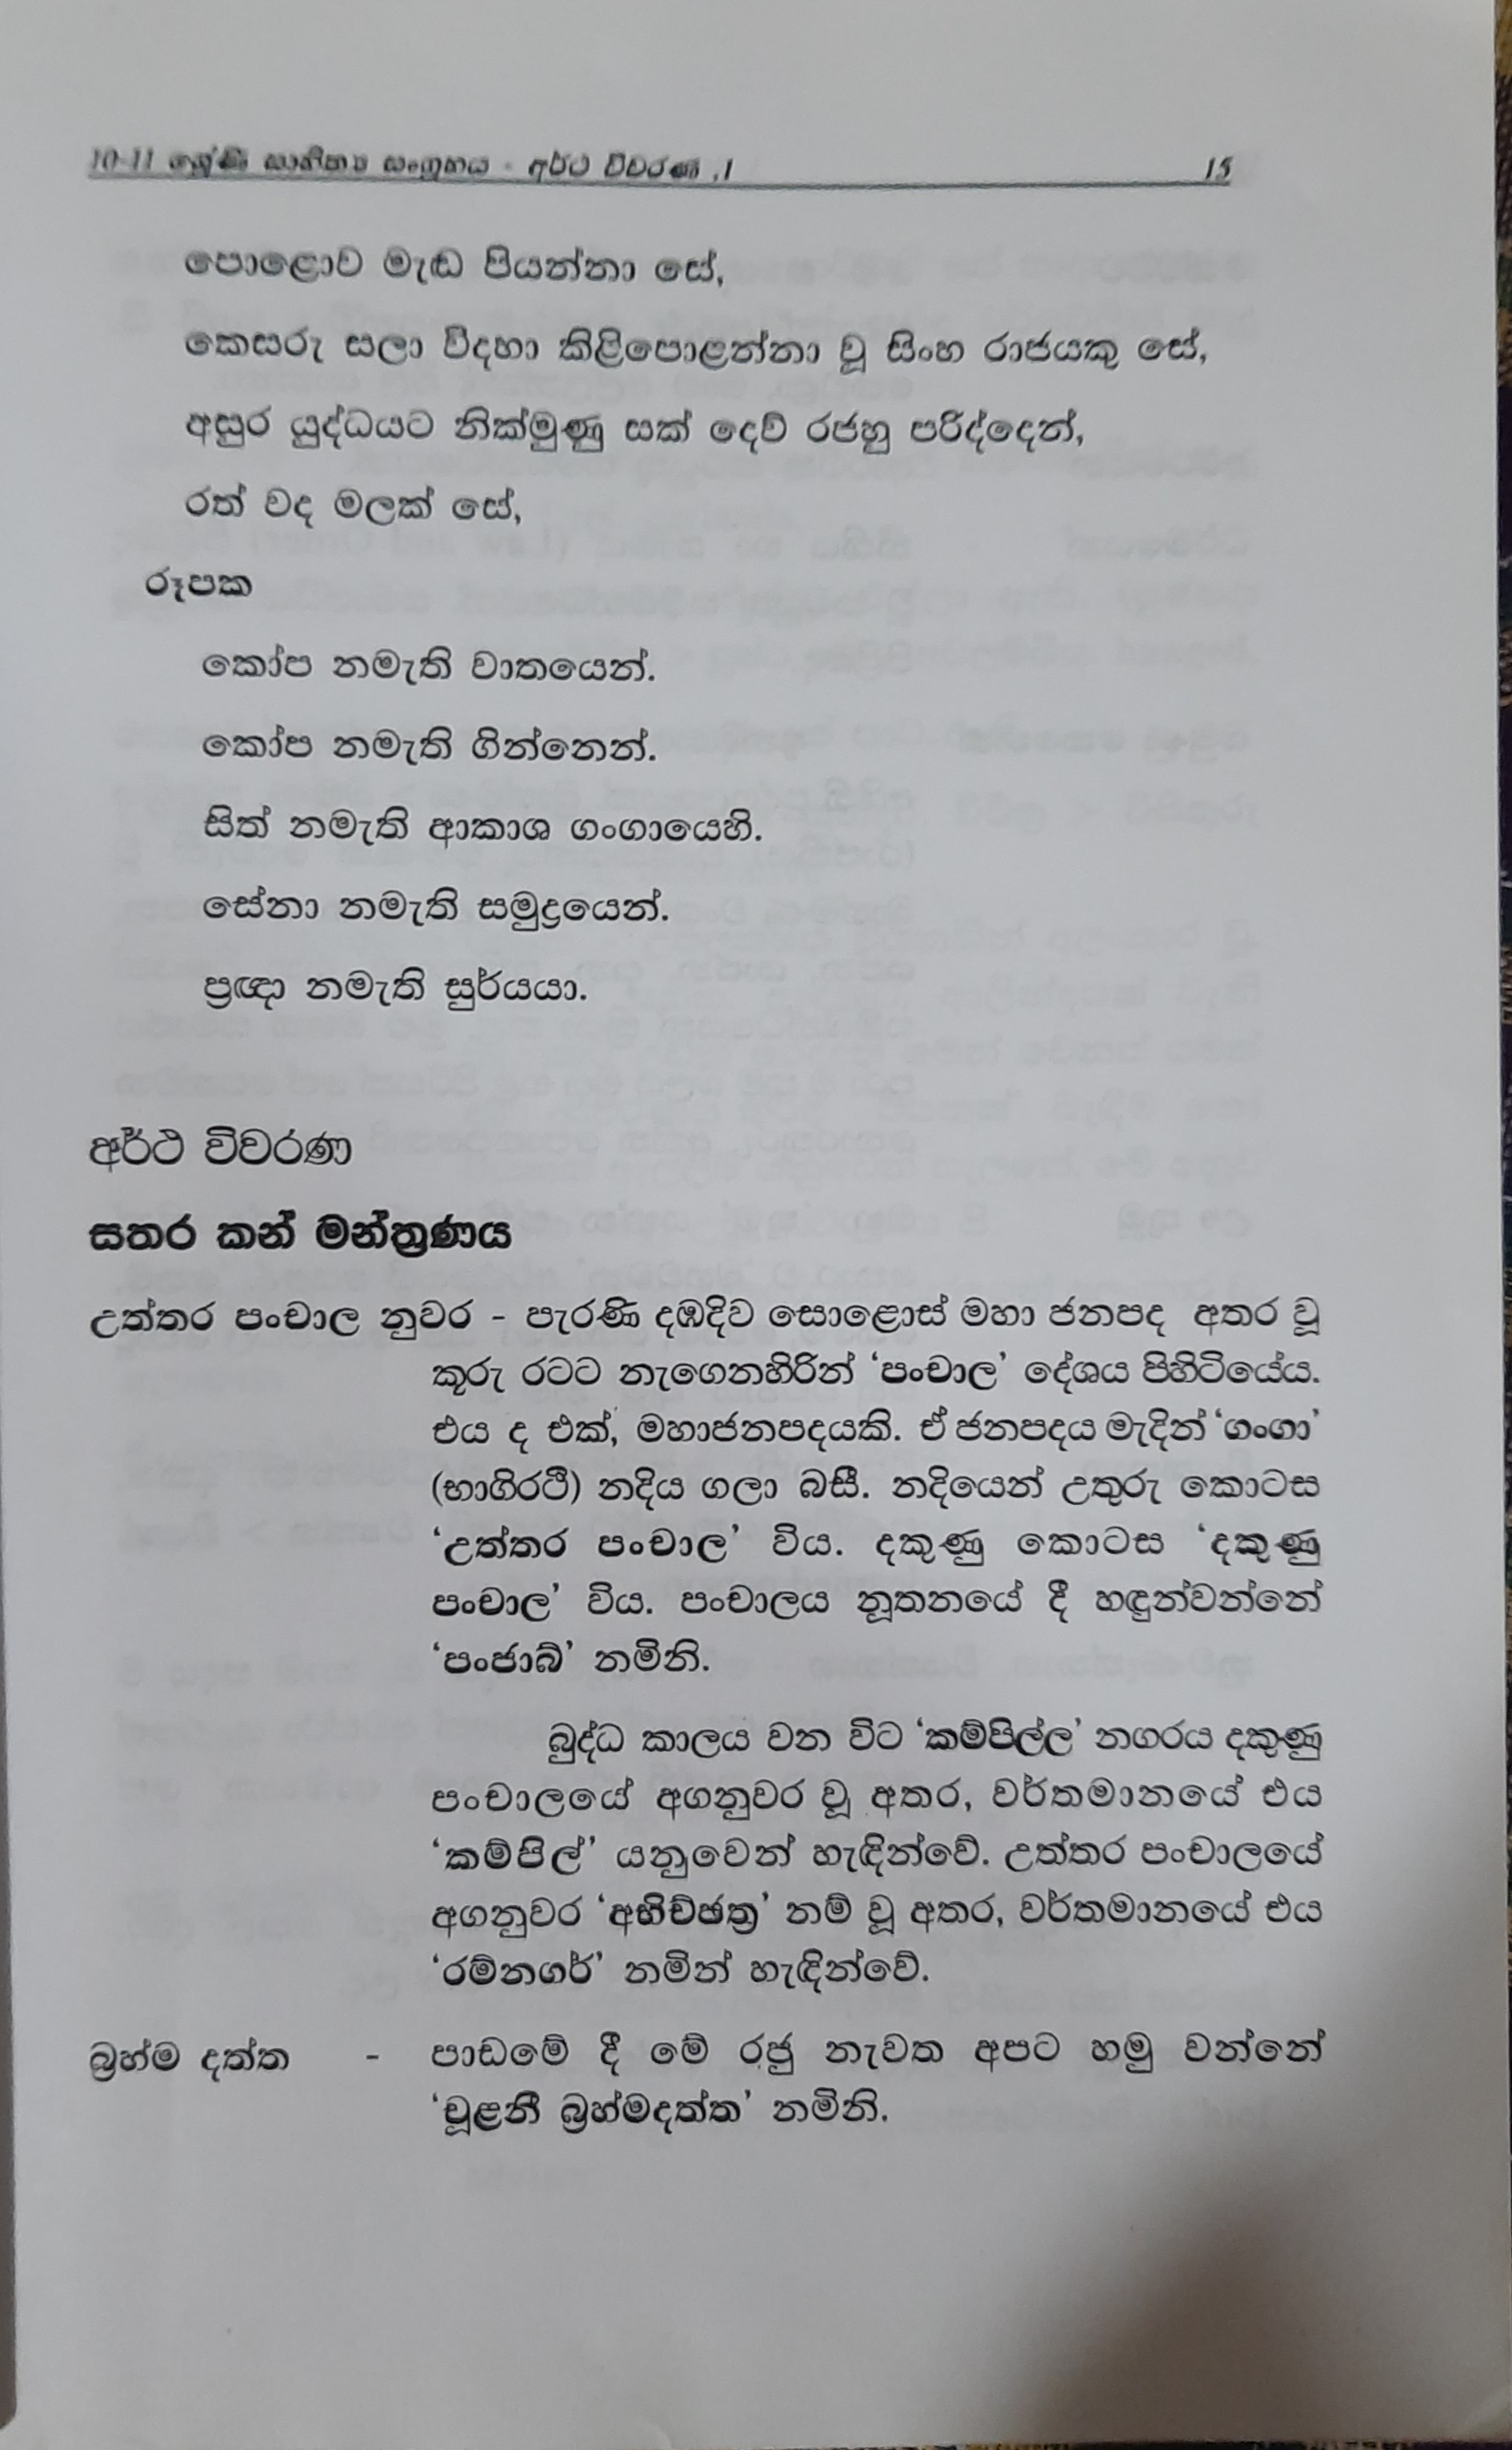 10-11 ශ්‍රේණි සාහිත්‍ය සංග්‍රහය - අර්ථ විවරණ ,1 15
පොළොව මැඬ පියන්නා සේ,
කෙසරු සලා විදහා කිළිපොළන්නා වූ සිංහ රාජයකු සේ,
අසුර යුද්ධයට නික්මුණු සක් දෙව් රජහු පරිද්දෙන්,
රත් වද මලක් සේ,
රූපක
කෝප නමැති වාතයෙන්.
කෝප නමැති ගින්නෙන්.
සිත් නමැති ආකාශ ගංගායෙහි.
සේනා නමැති සමුද්‍රයෙන්.
ප්‍රඥා නමැති සූර්යයා.
අර්ථ විවරණ
සතර කන් මන්ත්‍රණය
උත්තර පංචාල නුවර - පැරණි දඹදිව සොළොස් මහා ජනපද අතර වූ
කුරු රටට නැගෙනහිරින් ‘පංචාල’ දේශය පිහිටියේය.
එය ද එක්, මහාජනපදයකි. ඒ ජනපදය මැදින් ‘ගංගා’
(භාගිරථි) නදිය ගලා බසී. නදියෙන් උතුරු කොටස
‘උත්තර පංචාල’ විය. දකුණු කොටස ‘දකුණු
පංචාල’ විය. පංචාලය නූතනයේ දී හඳුන්වන්නේ
‘පංජාබ්’ නමිනි.
බුද්ධ කාලය වන විට ‘කම්පිල්ල’ නගරය දකුණු
පංචාලයේ අගනුවර වූ අතර, වර්තමානයේ එය
‘කම්පිල්’ යනුවෙන් හැඳින්වේ. උත්තර පංචාලයේ
අගනුවර ‘අභිච්ඡත්‍ර’ නම් වූ අතර, වර්තමානයේ එය
‘රම්නගර්’ නමින් හැඳින්වේ.
බ්‍රහ්ම දත්ත - පාඩමේ දී මේ රජු නැවත අපට හමු වන්නේ
‘චූළනී බ්‍රහ්මදත්ත’ නමිනි.